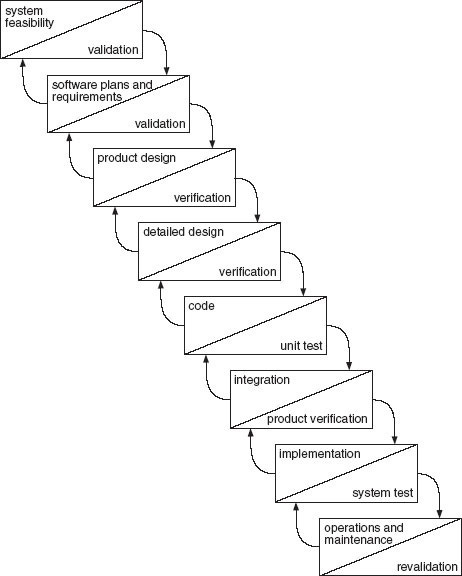 system
feasibility
validation
software plans and
requirements
validation
product design
verification
detailed design
verification
code
unit test
integration
product verification
implementation
system test
operations and
maintenance
revalidation